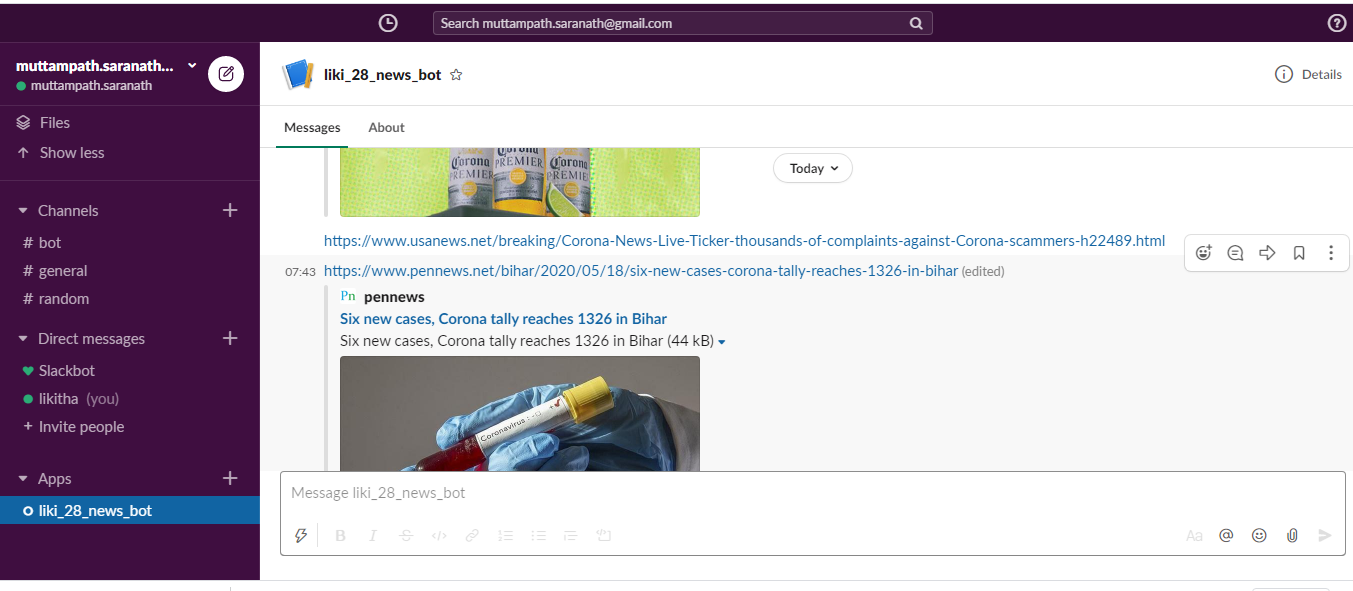 Search muttampath.saranath@gmail.com
muttampath.saranath...
muttampath.saranath
Files
Show less
Channels
# bot
# general
# random
Direct messages
Slackbot
likitha (you)
+ Invite people
Apps
liki_28_news_bot
liki_28_news_bot
Details
Messages
About
Today
Corona PREMIER Corona
PREMIER PREMIER
https://www.usanews.net/breaking/Corona-News-Live-Ticker-thousands-of-complaints-against-Corona-scammers-h22489.html
07:43 https://www.pennews.net/bihar/2020/05/18/six-new-cases-corona-tally-reaches-1326-in-bihar (edited)
Pn pennews
Six new cases, Corona tally reaches 1326 in Bihar
Six new cases, Corona tally reaches 1326 in Bihar (44 kB)
Coronavirus :
Message liki_28_news_bot
B I S </>
Aa @